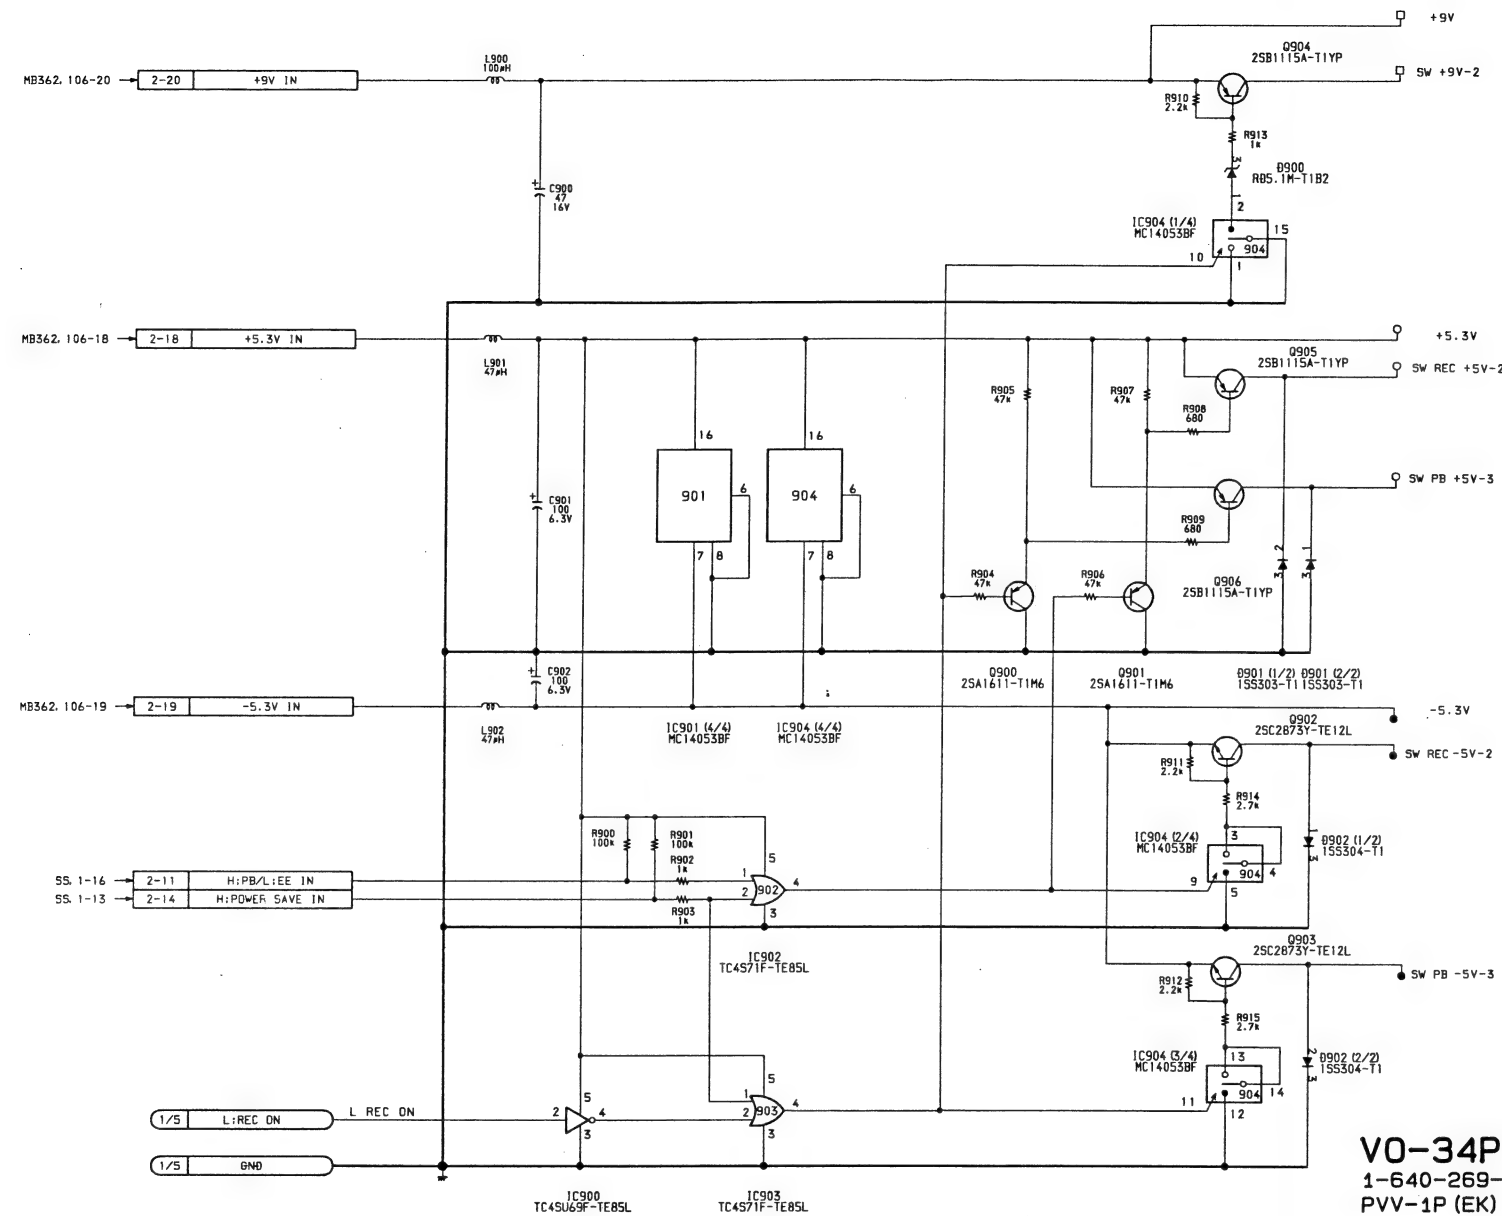 +9V
Q904
2SB1115A-T1YP
L900
100μH
MB362, 106-20
2-20
+9V IN
SW +9V-2
R910
2.2k
R913
1k
3
D900
RD5.1M-T1B2
C900
47
16V
1
2
IC904 (1/4)
MC14053BF
15
904
10
1
MB362, 106-18
2-18
+5.3V IN
L901
47μH
+5.3V
Q905
2SB1115A-T1YP
SW REC +5V-2
R905
47k
R907
47k
R908
680
16
16
901
6
904
6
SW PB +5V-3
C901
100
6.3V
R909
680
7
8
7
8
2
1
3
3
R904
47k
R906
47k
Q906
2SB1115A-T1YP
C902
100
6.3V
Q900
2SA1611-T1M6
Q901
2SA1611-T1M6
D901 (1/2)
1SS303-T1
D901 (2/2)
1SS303-T1
MB362, 106-19
2-19
-5.3V IN
L902
47μH
IC901 (4/4)
MC14053BF
IC904 (4/4)
MC14053BF
-5.3V
Q902
2SC2873Y-TE12L
SW REC -5V-2
R911
2.2k
R914
2.7k
R900
100k
R901
100k
R902
1k
5
IC904 (2/4)
MC14053BF
3
904
4
1
D902 (1/2)
1SS304-T1
3
SS, 1-16
2-11
H:PB/L:EE IN
1
902
4
9
5
SS, 1-13
2-14
H:POWER SAVE IN
2
R903
1k
3
IC902
TC4S71F-TE85L
Q903
2SC2873Y-TE12L
SW PB -5V-3
R912
2.2k
R915
2.7k
IC904 (3/4)
MC14053BF
13
904
14
2
D902 (2/2)
1SS304-T1
3
5
5
1
903
4
11
12
1/5
L:REC ON
L REC ON
2
4
2
3
3
1/5
GND
IC900
TC4SU69F-TE85L
IC903
TC4S71F-TE85L
VO-34P
1-640-269-
PVV-1P (EK)